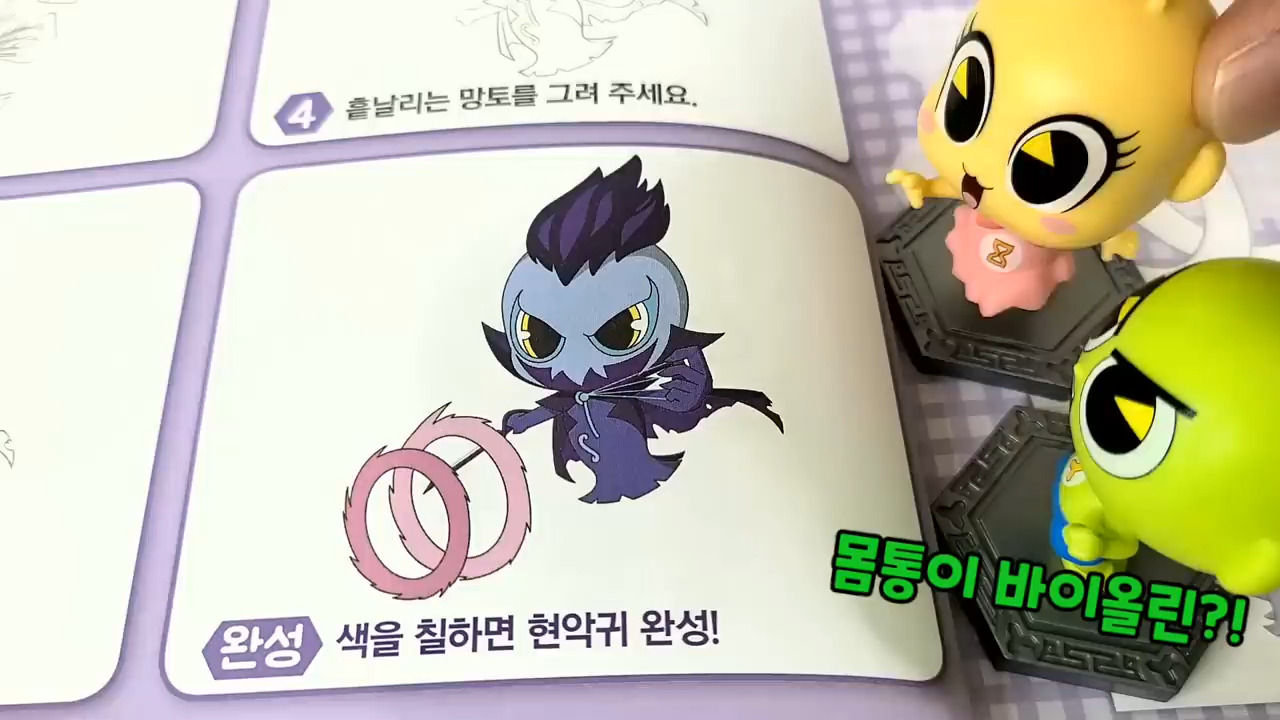 4 흩날리는 망토를 그려 주세요.
완성 색을 칠하면 현악귀 완성!
몸통이 바이올린?!